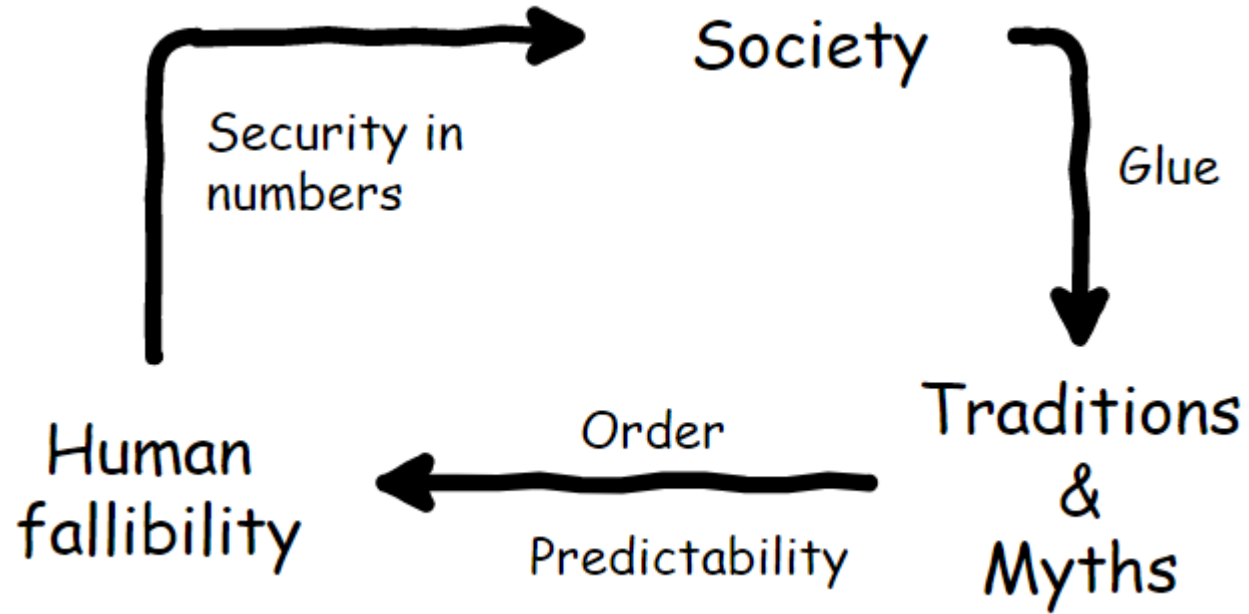 Society
Security in
numbers
Glue
Traditions
&
Myths
Order
Predictability
Human
fallibility